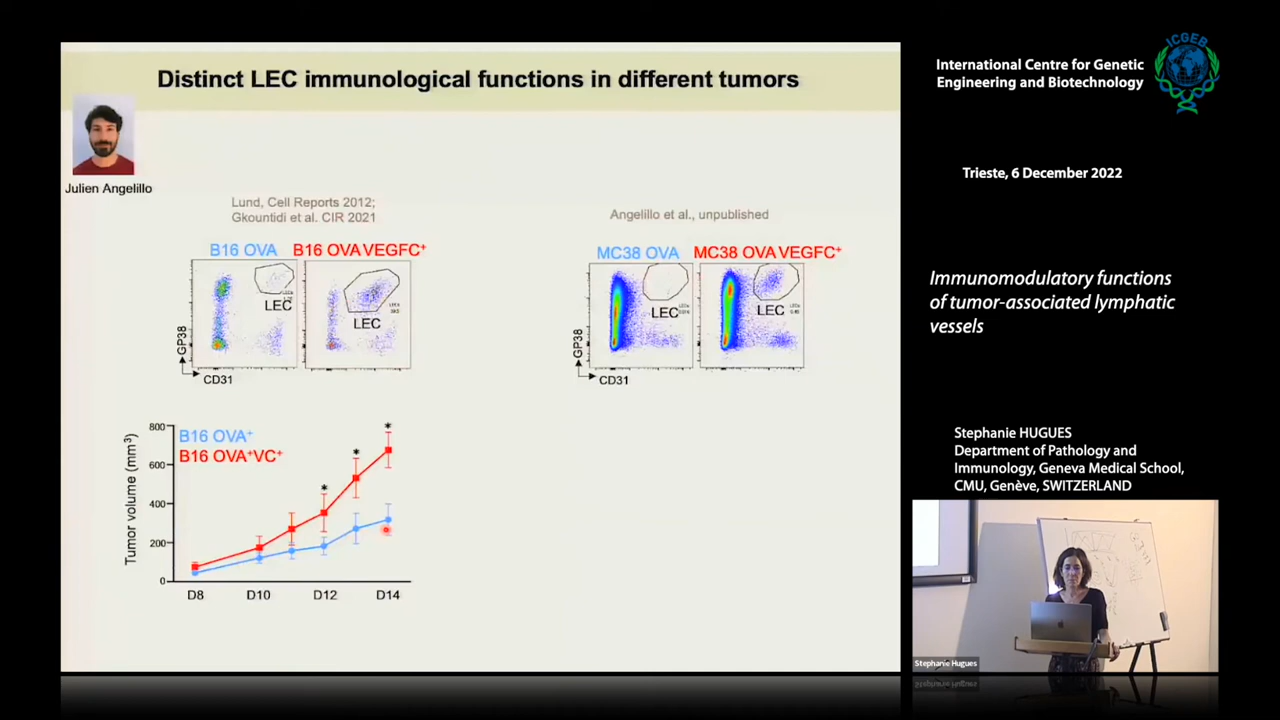 Distinct LEC immunological functions in different tumors
Julien Angelillo
Lund, Cell Reports 2012;
Gkountidi et al. CIR 2021
B16 OVA B16 OVA VEGFC⁺
LEC
LEC
GP38
CD31
Angelillo et al., unpublished
MC38 OVA MC38 OVA VEGFC⁺
LEC
LEC
GP38
CD31
B16 OVA⁺
B16 OVA⁺VC⁺
Tumor volume (mm³)
800
600
400
200
0
D8 D10 D12 D14
*
*
*
International Centre for Genetic
Engineering and Biotechnology
ICGEB
Trieste, 6 December 2022
Immunomodulatory functions
of tumor-associated lymphatic
vessels
Stephanie HUGUES
Department of Pathology and
Immunology, Geneva Medical School,
CMU, Genève, SWITZERLAND
Stephanie Hugues